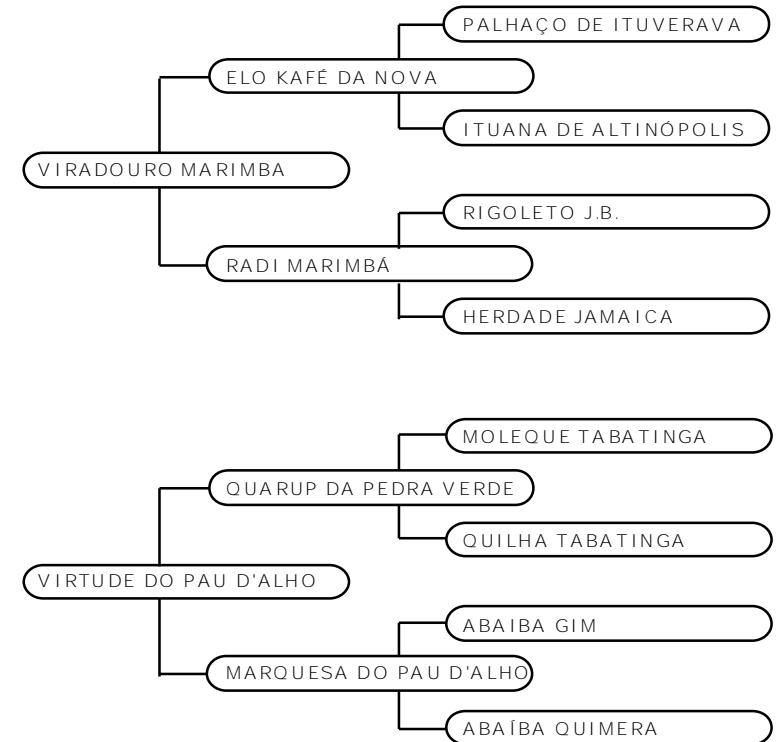 PALHAÇO DE ITUVERAVA
ELO KAFÉ DA NOVA
ITUANA DE ALTINÓPOLIS
VIRADOURO MARIMBA
RIGOLETO J.B.
RADI MARIMBÁ
HERDADE JAMAICA
MOLEQUE TABATINGA
QUARUP DA PEDRA VERDE
QUILHA TABATINGA
VIRTUDE DO PAU D'ALHO
ABAIBA GIM
MARQUESA DO PAU D'ALHO
ABAÍBA QUIMERA